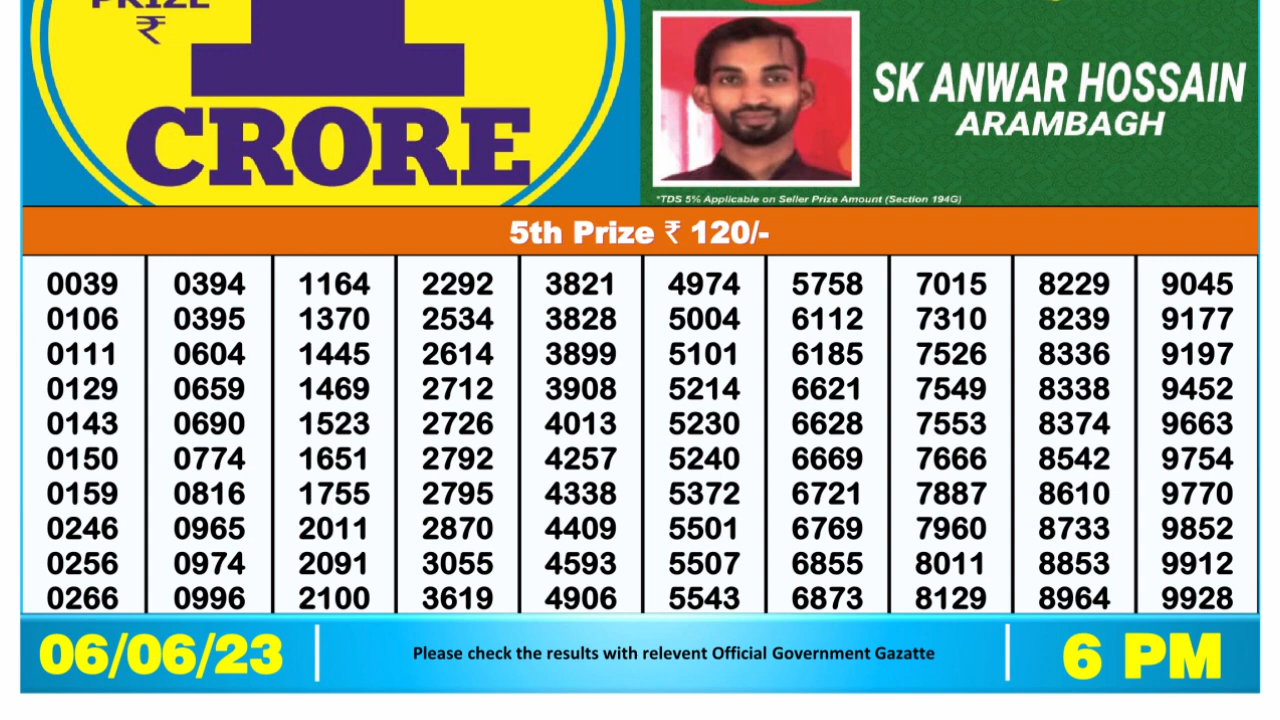 PRIZE
₹
1
CRORE
SK ANWAR HOSSAIN
ARAMBAGH
*TDS 5% Applicable on Seller Prize Amount (Section 194G)
5th Prize ₹ 120/-
0039 0394 1164 2292 3821 4974 5758 7015 8229 9045
0106 0395 1370 2534 3828 5004 6112 7310 8239 9177
0111 0604 1445 2614 3899 5101 6185 7526 8336 9197
0129 0659 1469 2712 3908 5214 6621 7549 8338 9452
0143 0690 1523 2726 4013 5230 6628 7553 8374 9663
0150 0774 1651 2792 4257 5240 6669 7666 8542 9754
0159 0816 1755 2795 4338 5372 6721 7887 8610 9770
0246 0965 2011 2870 4409 5501 6769 7960 8733 9852
0256 0974 2091 3055 4593 5507 6855 8011 8853 9912
0266 0996 2100 3619 4906 5543 6873 8129 8964 9928
06/06/23
Please check the results with relevent Official Government Gazatte
6 PM